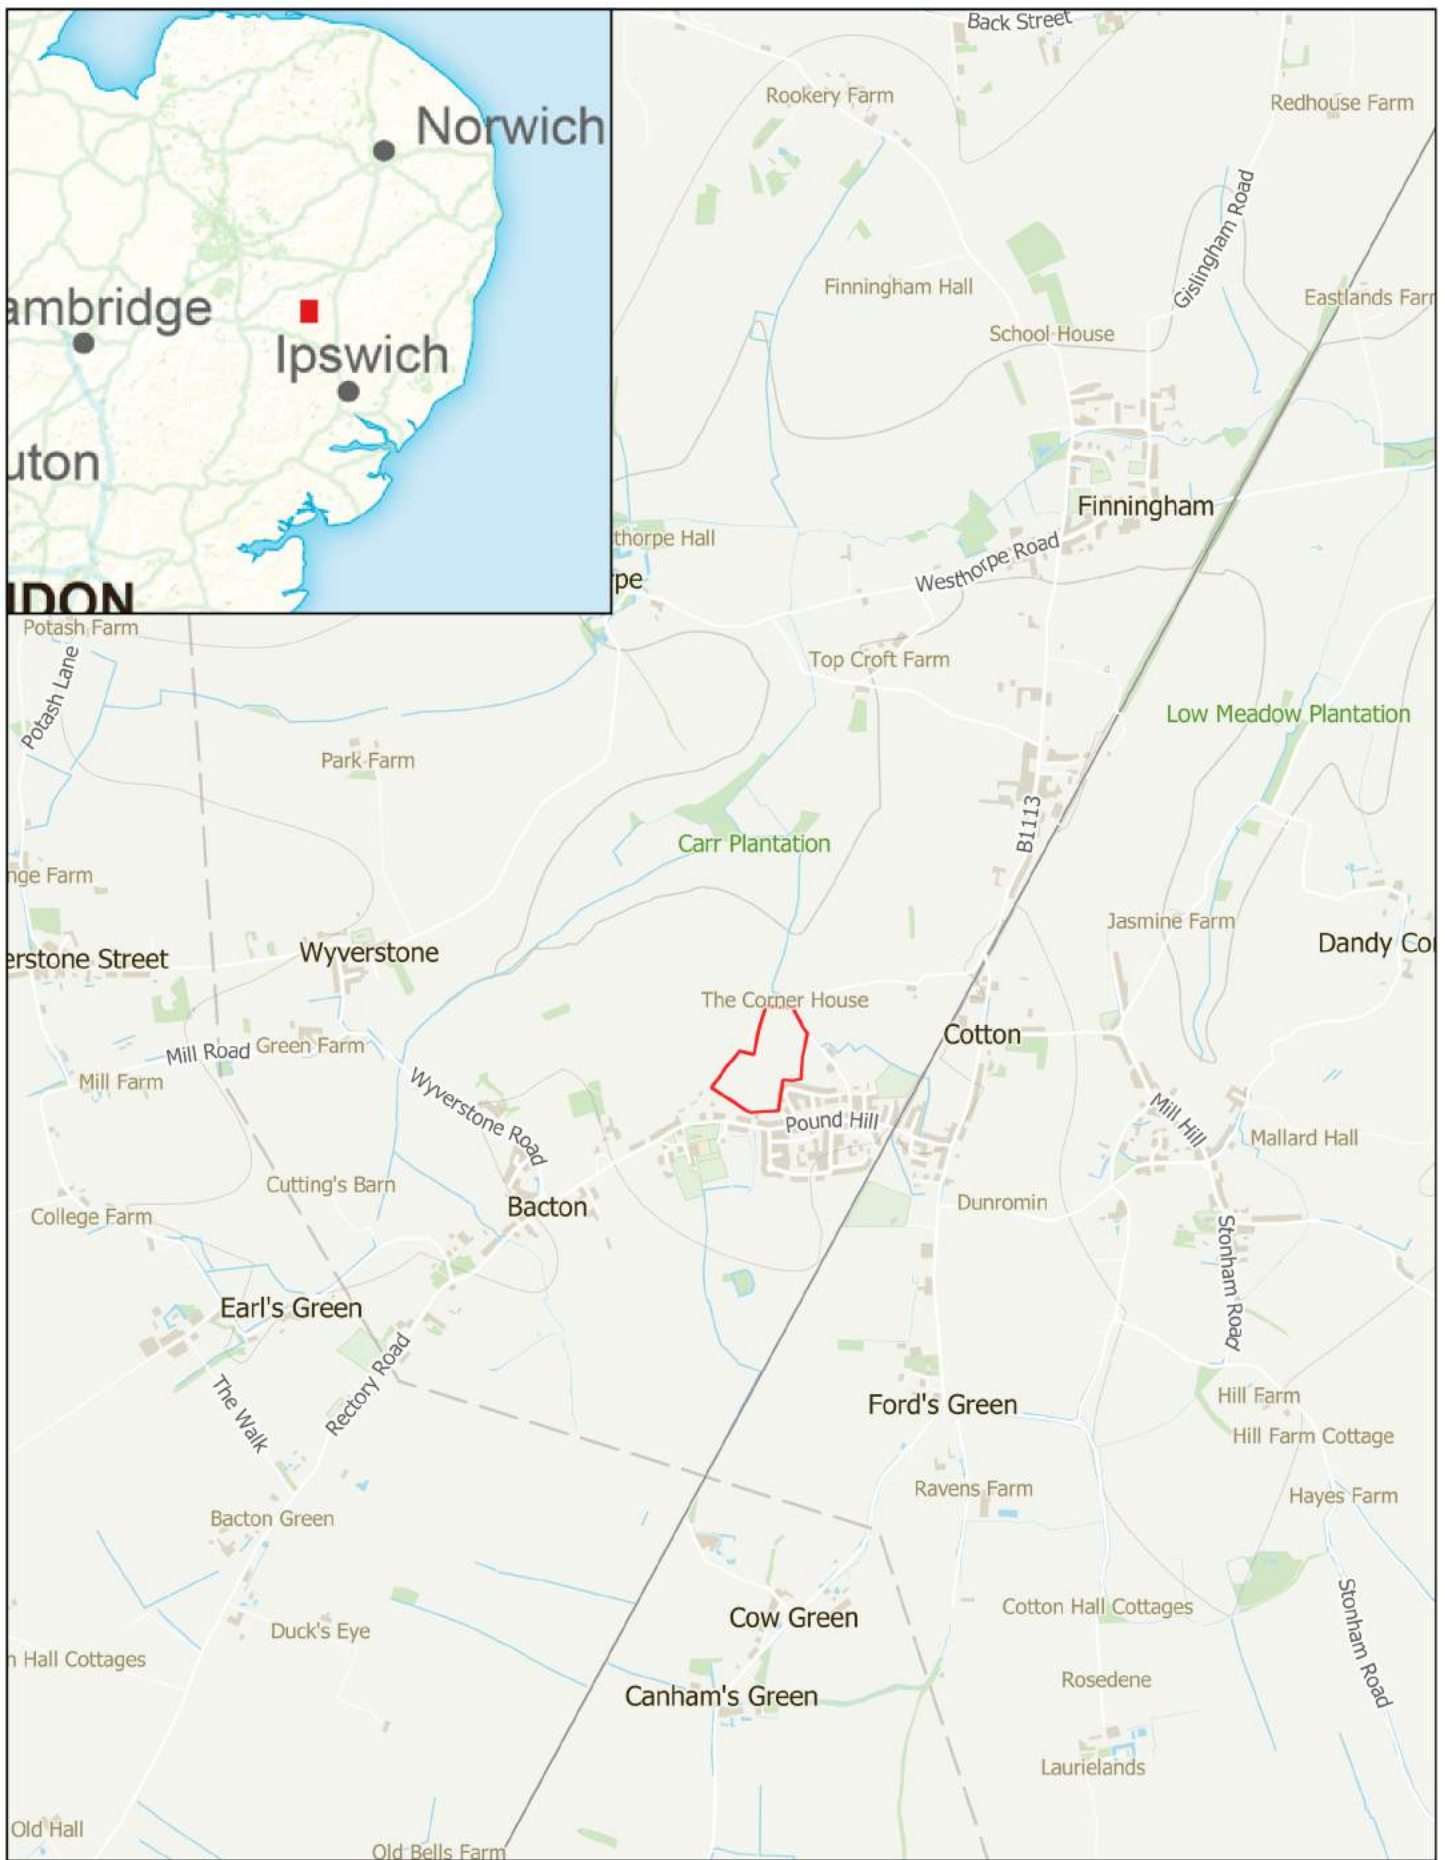 Back Street
Rookery Farm
Redhouse Farm
Norwich
Gislingham Road
Finningham Hall
Eastlands Farr
ambridge
School House
Ipswich
uton
Finningham
thorpe Hall
Westhorpe Road
rpe
NDON
Potash Farm
Potash Lane
Top Croft Farm
Low Meadow Plantation
Park Farm
B1113
Carr Plantation
nge Farm
Jasmine Farm
Dandy Co
erstone Street
Wyverstone
The Corner House
Cotton
Mill Road
Green Farm
Mill Farm
Wyverstone Road
Pound Hill
Mill Hill
Mallard Hall
Cutting's Barn
Bacton
Dunromin
College Farm
Stonham Road
Earl's Green
The Walk
Rectory Road
Ford's Green
Hill Farm
Hill Farm Cottage
Ravens Farm
Hayes Farm
Bacton Green
Cow Green
Cotton Hall Cottages
Duck's Eye
n Hall Cottages
Stonham Road
Rosedene
Canham's Green
Laurielands
Old Hall
Old Bells Farm